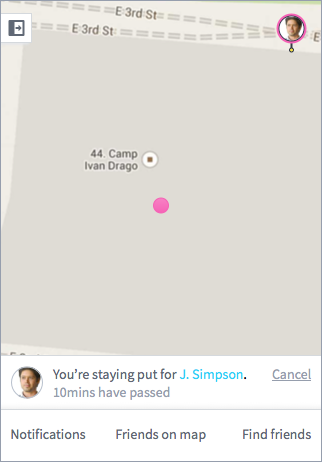 E 3rd St
E 3rd St
E
44. Camp
Ivan Drago
You're staying put for J. Simpson.
Cancel
10mins have passed
Notifications
Friends on map
Find friends